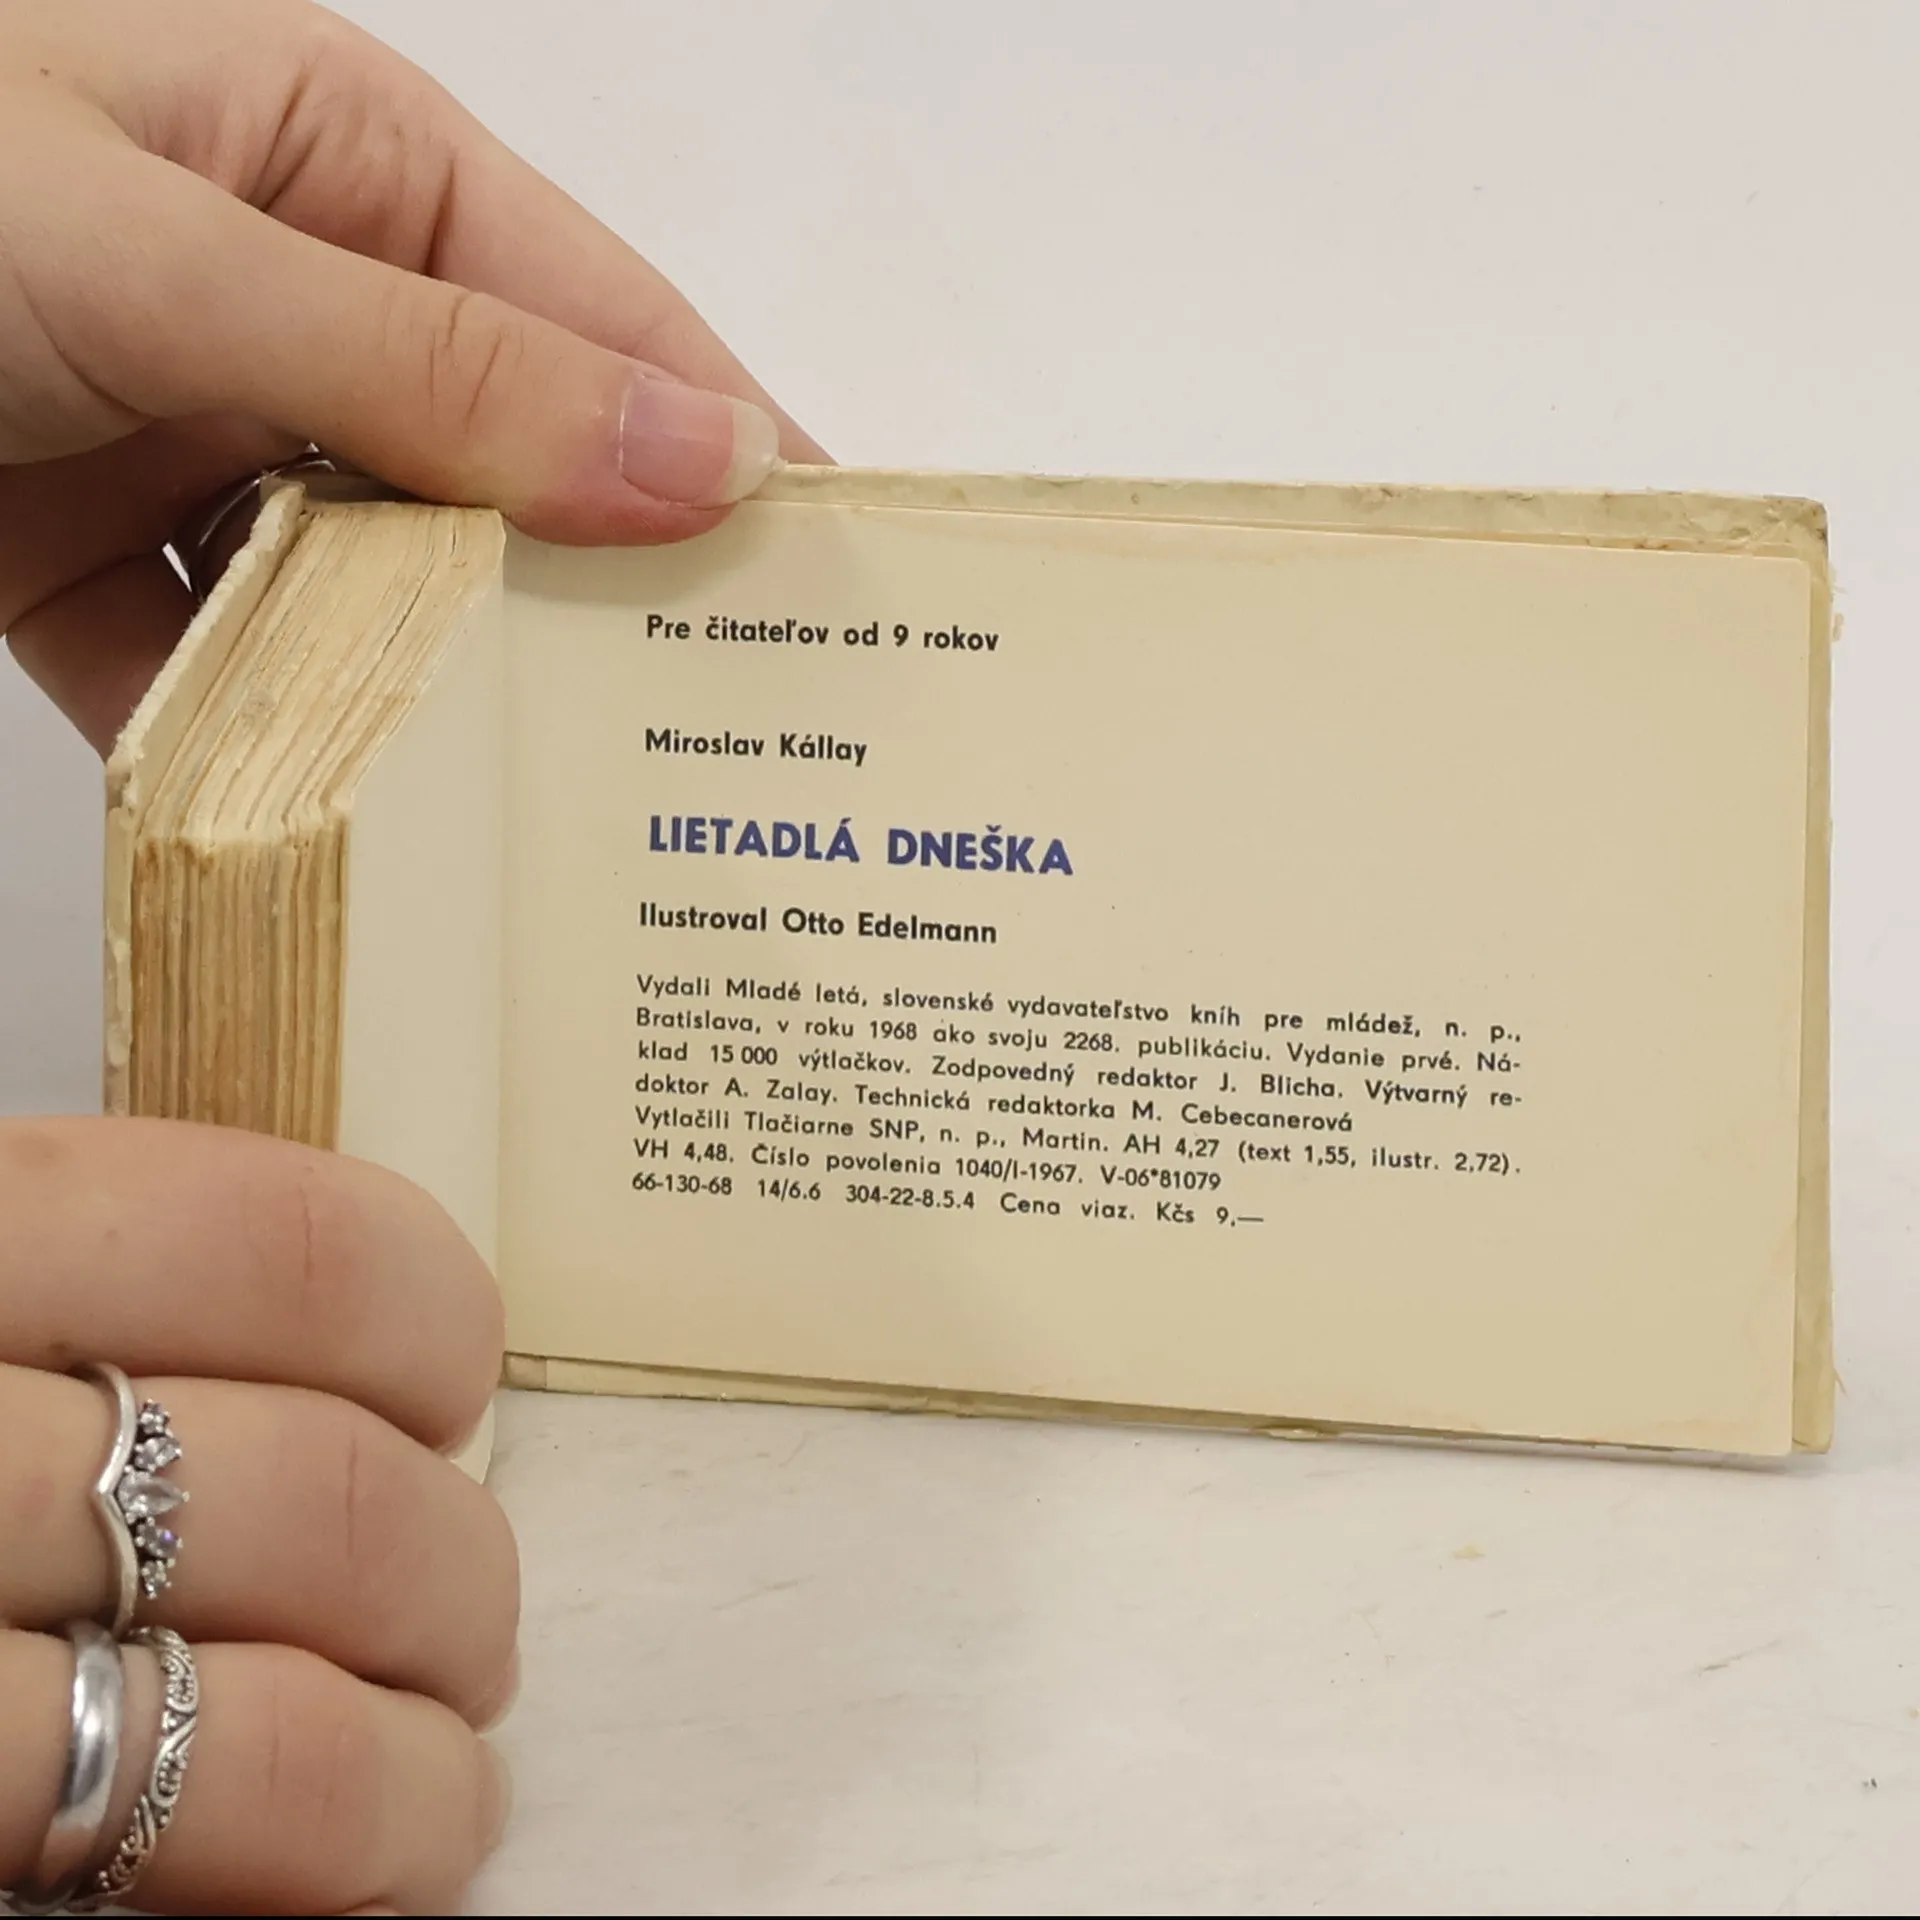 Pre čitateľov od 9 rokov
Miroslav Kállay
LIETADLÁ DNEŠKA
Ilustroval Otto Edelmann
Vydali Mladé letá, slovenské vydavateľstvo kníh pre mládež, n. p.,
Bratislava, v roku 1968 ako svoju 2268. publikáciu. Vydanie prvé. Ná-
klad 15 000 výtlačkov. Zodpovedný redaktor J. Blicha. Výtvarný re-
doktor A. Zalay. Technická redaktorka M. Cebecanerová
Vytlačili Tlačiarne SNP, n. p., Martin. AH 4,27 (text 1,55, ilustr. 2,72).
VH 4,48. Číslo povolenia 1040/I-1967. V-06*81079
66-130-68 14/6.6 304-22-8.5.4 Cena viaz. Kčs 9,—